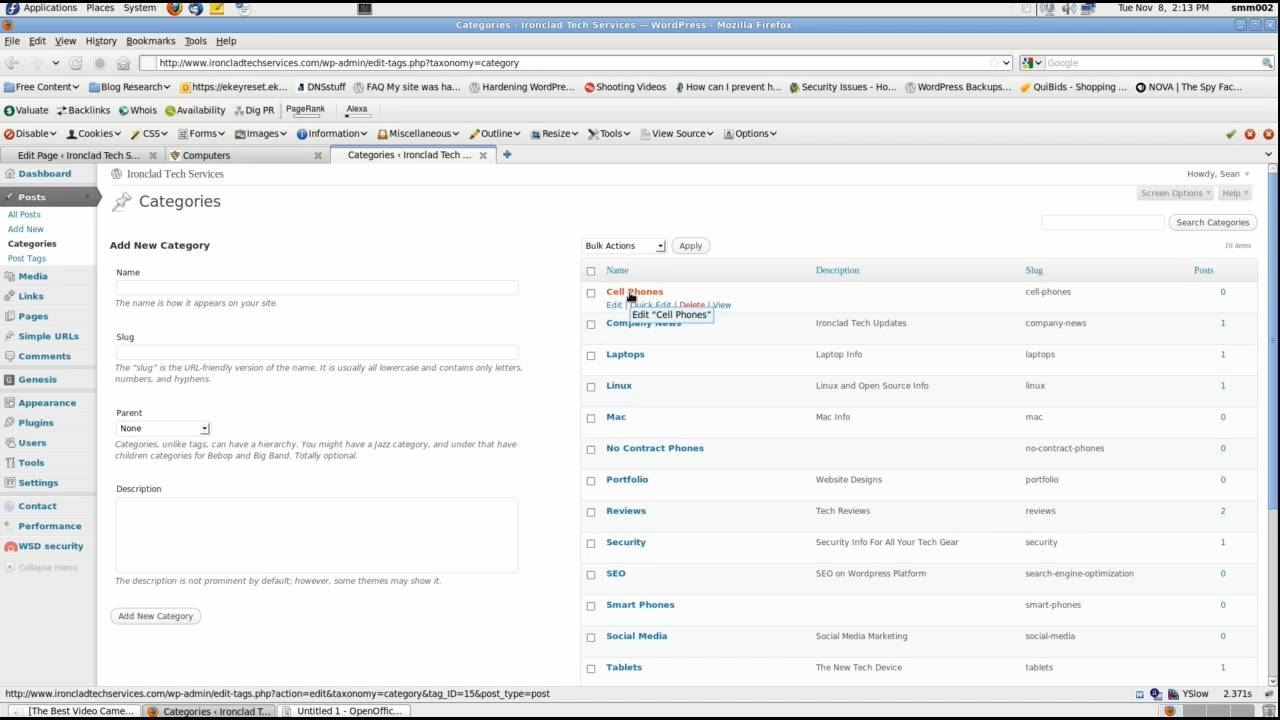 Applications Places System Tue Nov 8, 2:13 PM smm002
Categories ‹ Ironclad Tech Services — WordPress - Mozilla Firefox
File Edit View History Bookmarks Tools Help
http://www.ironcladtechservices.com/wp-admin/edit-tags.php?taxonomy=category Google
Free Content Blog Research https://ekeyreset.ek... DNSstuff FAQ My site was ha... Hardening WordPre... Shooting Videos How can I prevent h... Security Issues - Ho... WordPress Backups... QuiBids - Shopping ... NOVA | The Spy Fac...
Valuate Backlinks Whois Availability Dig PR PageRank Alexa
Disable Cookies CSS Forms Images Information Miscellaneous Outline Resize Tools View Source Options
Edit Page ‹ Ironclad Tech S... Computers Categories ‹ Ironclad Tech ...
Dashboard
Posts
All Posts
Add New
Categories
Post Tags
Media
Links
Pages
Simple URLs
Comments
Genesis
Appearance
Plugins
Users
Tools
Settings
Contact
Performance
WSD security
Collapse menu
Ironclad Tech Services Howdy, Sean
Screen Options Help
Categories
Search Categories
Add New Category
Name
The name is how it appears on your site.
Slug
The “slug” is the URL-friendly version of the name. It is usually all lowercase and contains only letters,
numbers, and hyphens.
Parent
None
Categories, unlike tags, can have a hierarchy. You might have a Jazz category, and under that have
children categories for Bebop and Big Band. Totally optional.
Description
The description is not prominent by default; however, some themes may show it.
Add New Category
Bulk Actions Apply 16 items
Name Description Slug Posts
Cell Phones cell-phones 0
Edit | Quick Edit | Delete | View
Edit “Cell Phones”
Company News Ironclad Tech Updates company-news 1
Laptops Laptop Info laptops 1
Linux Linux and Open Source Info linux 1
Mac Mac Info mac 0
No Contract Phones no-contract-phones 0
Portfolio Website Designs portfolio 0
Reviews Tech Reviews reviews 2
Security Security Info For All Your Tech Gear security 1
SEO SEO on Wordpress Platform search-engine-optimization 0
Smart Phones smart-phones 0
Social Media Social Media Marketing social-media 0
Tablets The New Tech Device tablets 1
http://www.ironcladtechservices.com/wp-admin/edit-tags.php?action=edit&taxonomy=category&tag_ID=15&post_type=post YSlow 2.371s
[The Best Video Came... Categories ‹ Ironclad T... Untitled 1 - OpenOffic...